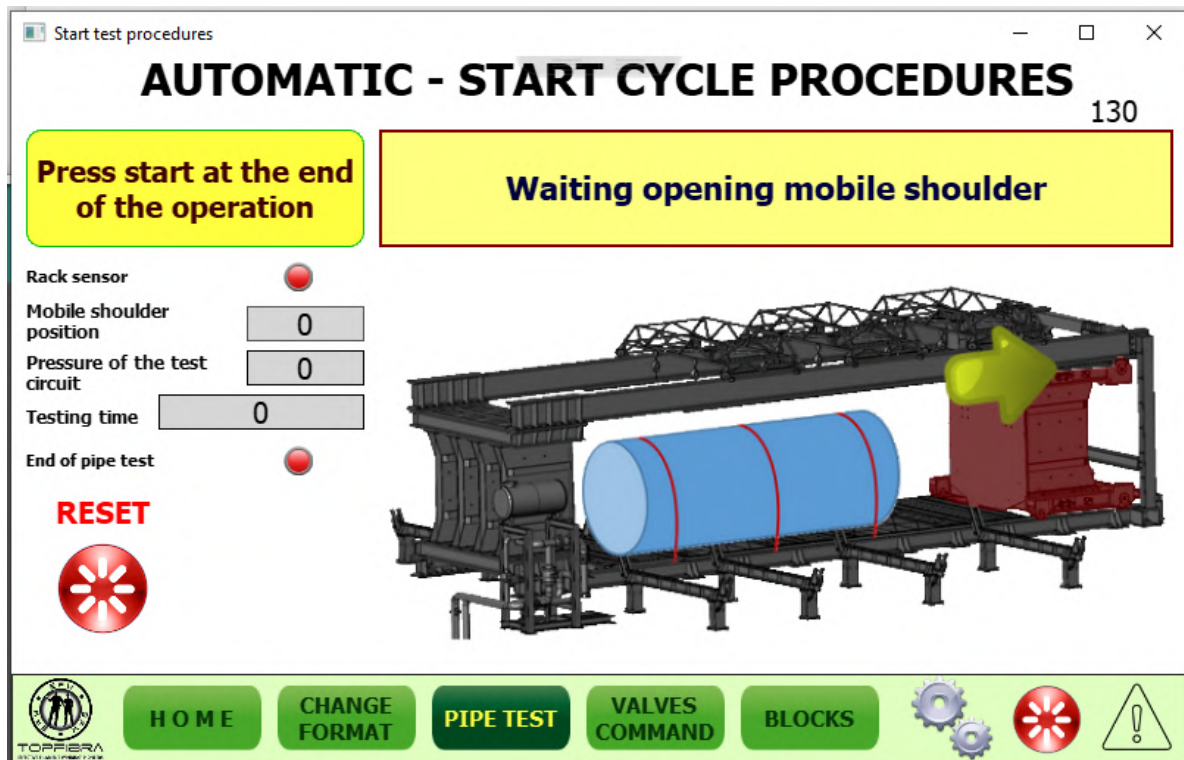 Start test procedures
AUTOMATIC - START CYCLE PROCEDURES
130
Press start at the end
of the operation
Waiting opening mobile shoulder
Rack sensor
Mobile shoulder
position
0
Pressure of the test
circuit
0
Testing time
0
End of pipe test
RESET
HOME
CHANGE
FORMAT
PIPE TEST
VALVES
COMMAND
BLOCKS
TOPFIBRA